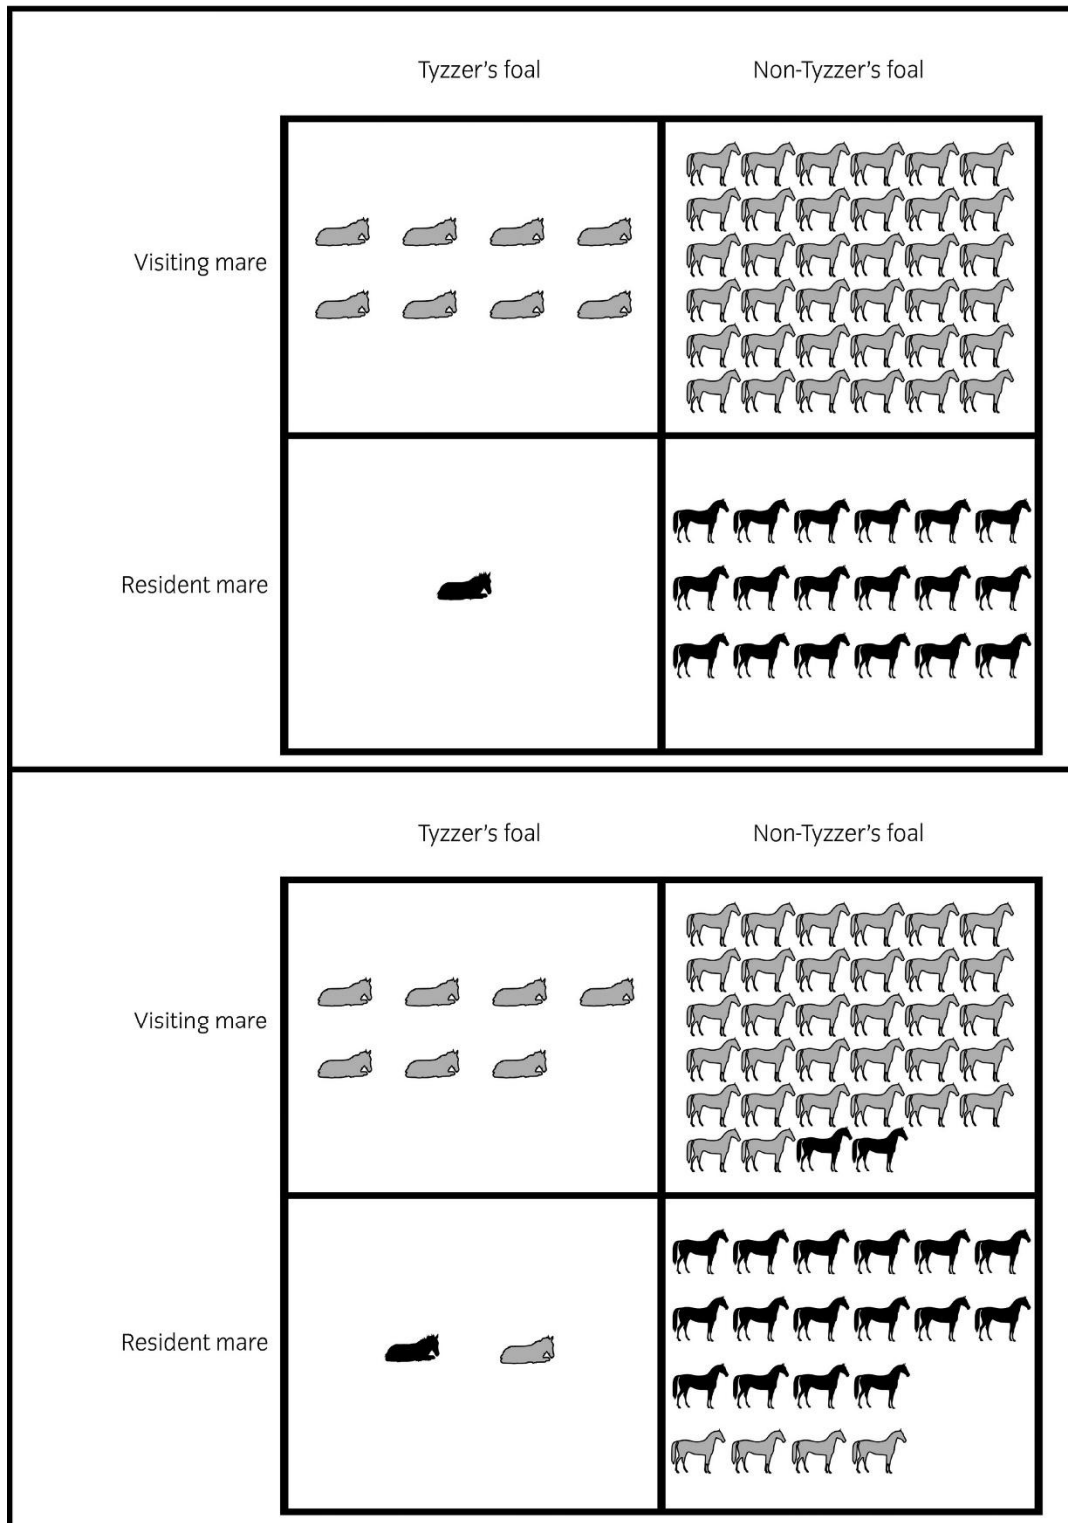 Tyzzer’s foal
Non-Tyzzer’s foal
Visiting mare
Resident mare
Tyzzer’s foal
Non-Tyzzer’s foal
Visiting mare
Resident mare